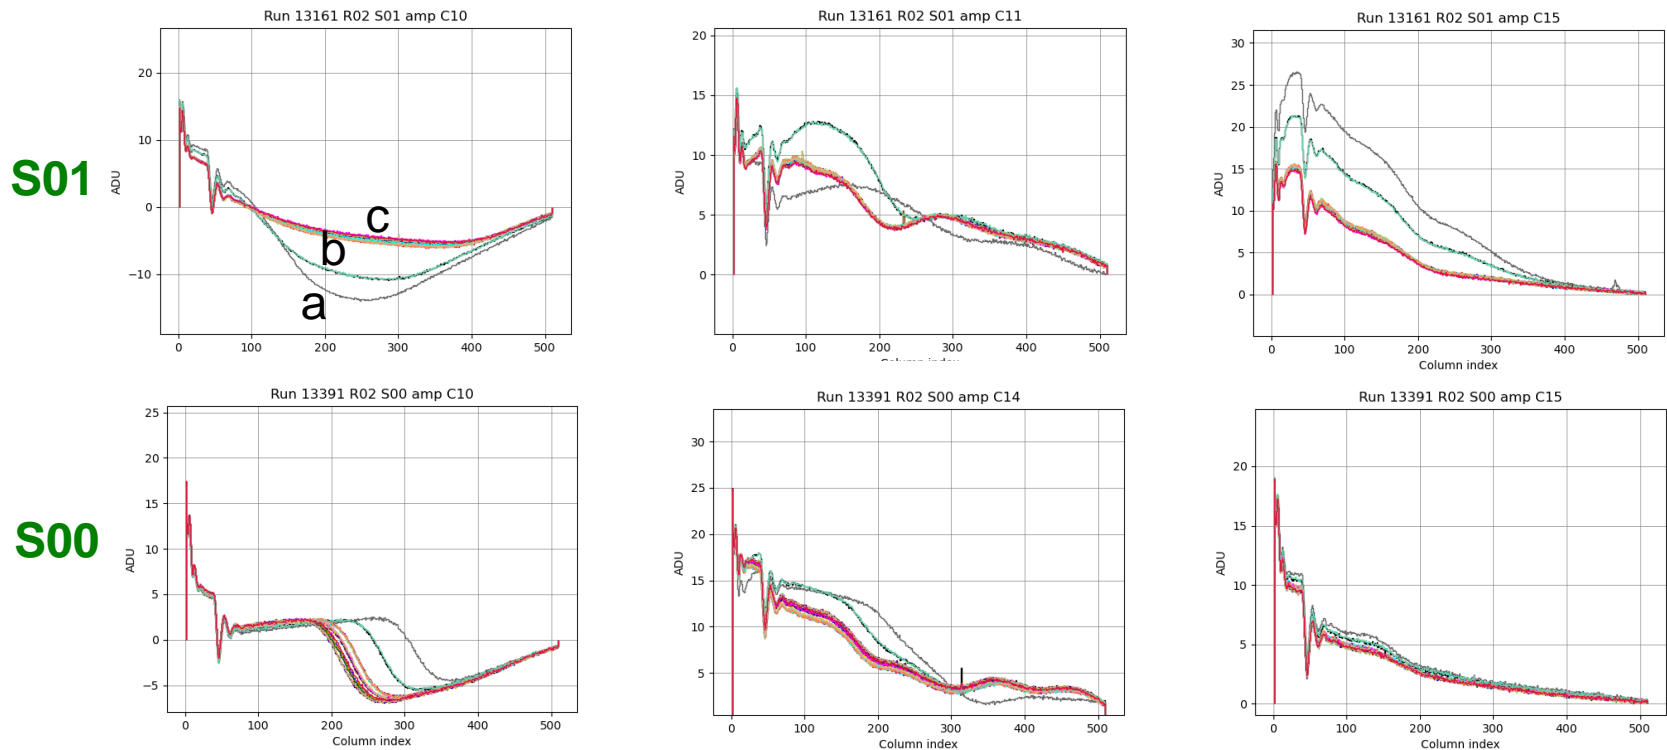 S01
Run 13161 R02 S01 amp C10
ADU
20
10
0
−10
0 100 200 300 400 500
a
b
c
Run 13161 R02 S01 amp C11
ADU
20
15
10
5
0
0 100 200 300 400 500
Column index
Run 13161 R02 S01 amp C15
ADU
30
25
20
15
10
5
0
0 100 200 300 400 500
Column index
S00
Run 13391 R02 S00 amp C10
ADU
25
20
15
10
5
0
−5
0 100 200 300 400 500
Column index
Run 13391 R02 S00 amp C14
ADU
30
25
20
15
10
5
0 100 200 300 400 500
Column index
Run 13391 R02 S00 amp C15
ADU
20
15
10
5
0
0 100 200 300 400 500
Column index